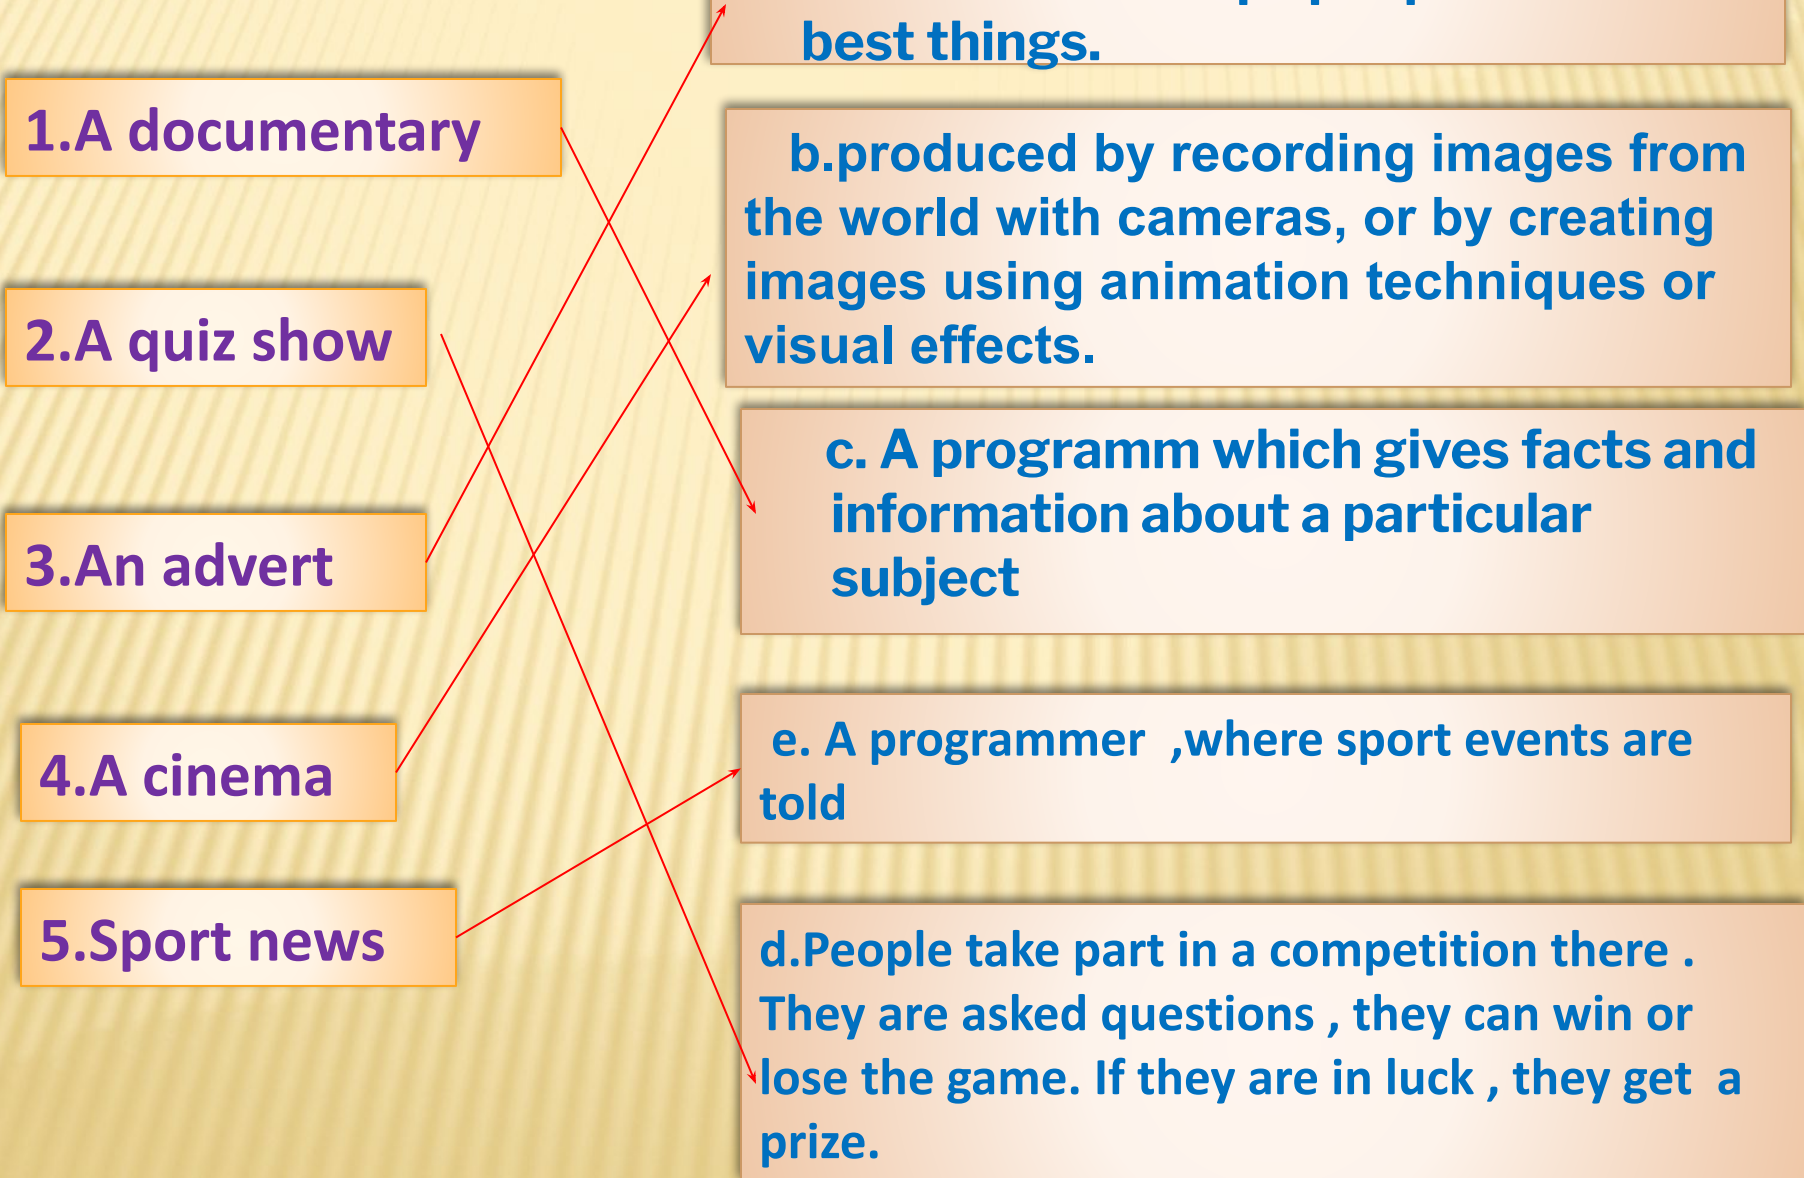 best things.
1.A documentary
b.produced by recording images from
the world with cameras, or by creating
images using animation techniques or
visual effects.
2.A quiz show
c. A programm which gives facts and
information about a particular
subject
3.An advert
4.A cinema
e. A programmer ,where sport events are
told
5.Sport news
d.People take part in a competition there .
They are asked questions , they can win or
lose the game. If they are in luck , they get a
prize.